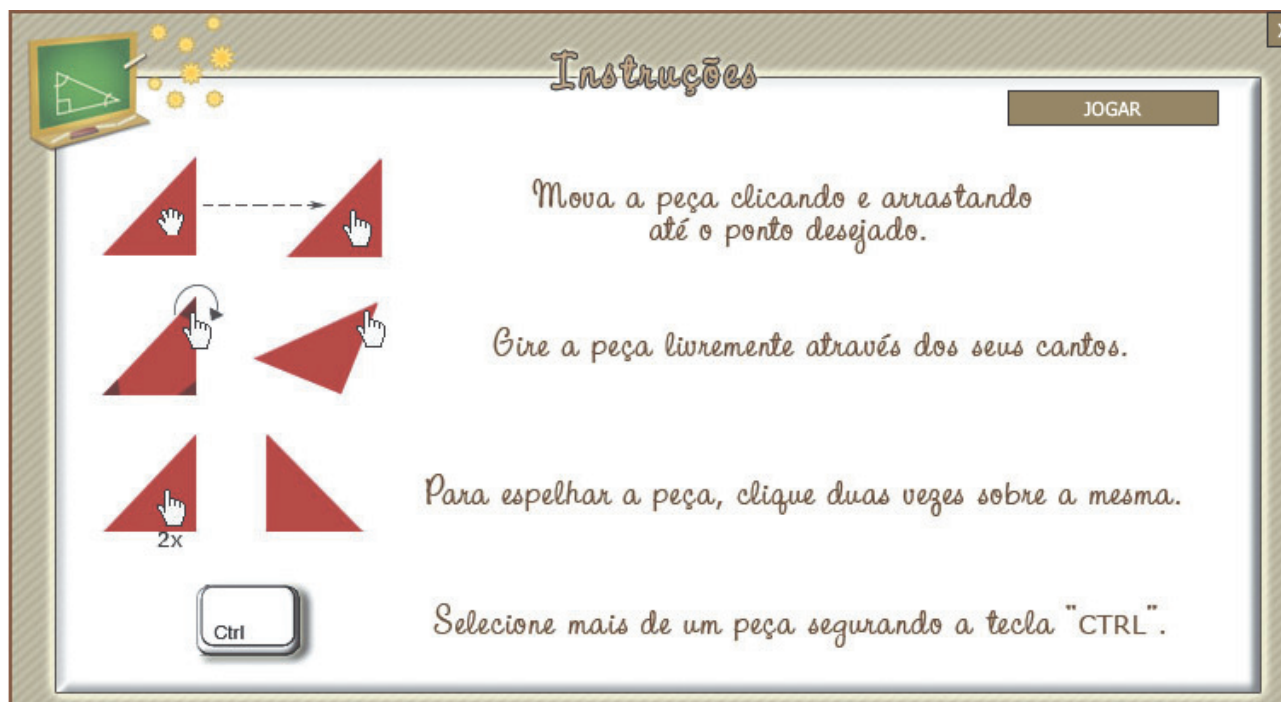 Instruções
JOGAR
Mova a peça clicando e arrastando
até o ponto desejado.
Gire a peça livremente através dos seus cantos.
Para espelhar a peça, clique duas vezes sobre a mesma.
2x
Ctrl
Selecione mais de um peça segurando a tecla "CTRL".